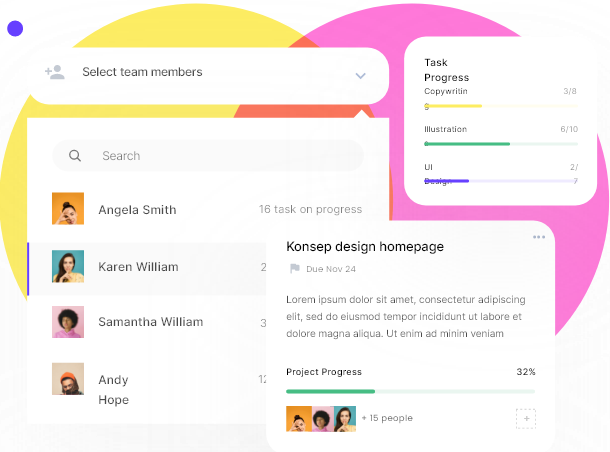 Select team members
Search
Angela Smith
16 task on progress
Karen William
2
Samantha William
3
Andy
Hope
12
Task
Progress
Copywritin
g
3/8
Illustration
6/10
UI
Design
2/
7
Konsep design homepage
Due Nov 24
Lorem ipsum dolor sit amet, consectetur adipiscing
elit, sed do eiusmod tempor incididunt ut labore et
dolore magna aliqua. Ut enim ad minim veniam
Project Progress
32%
+ 15 people